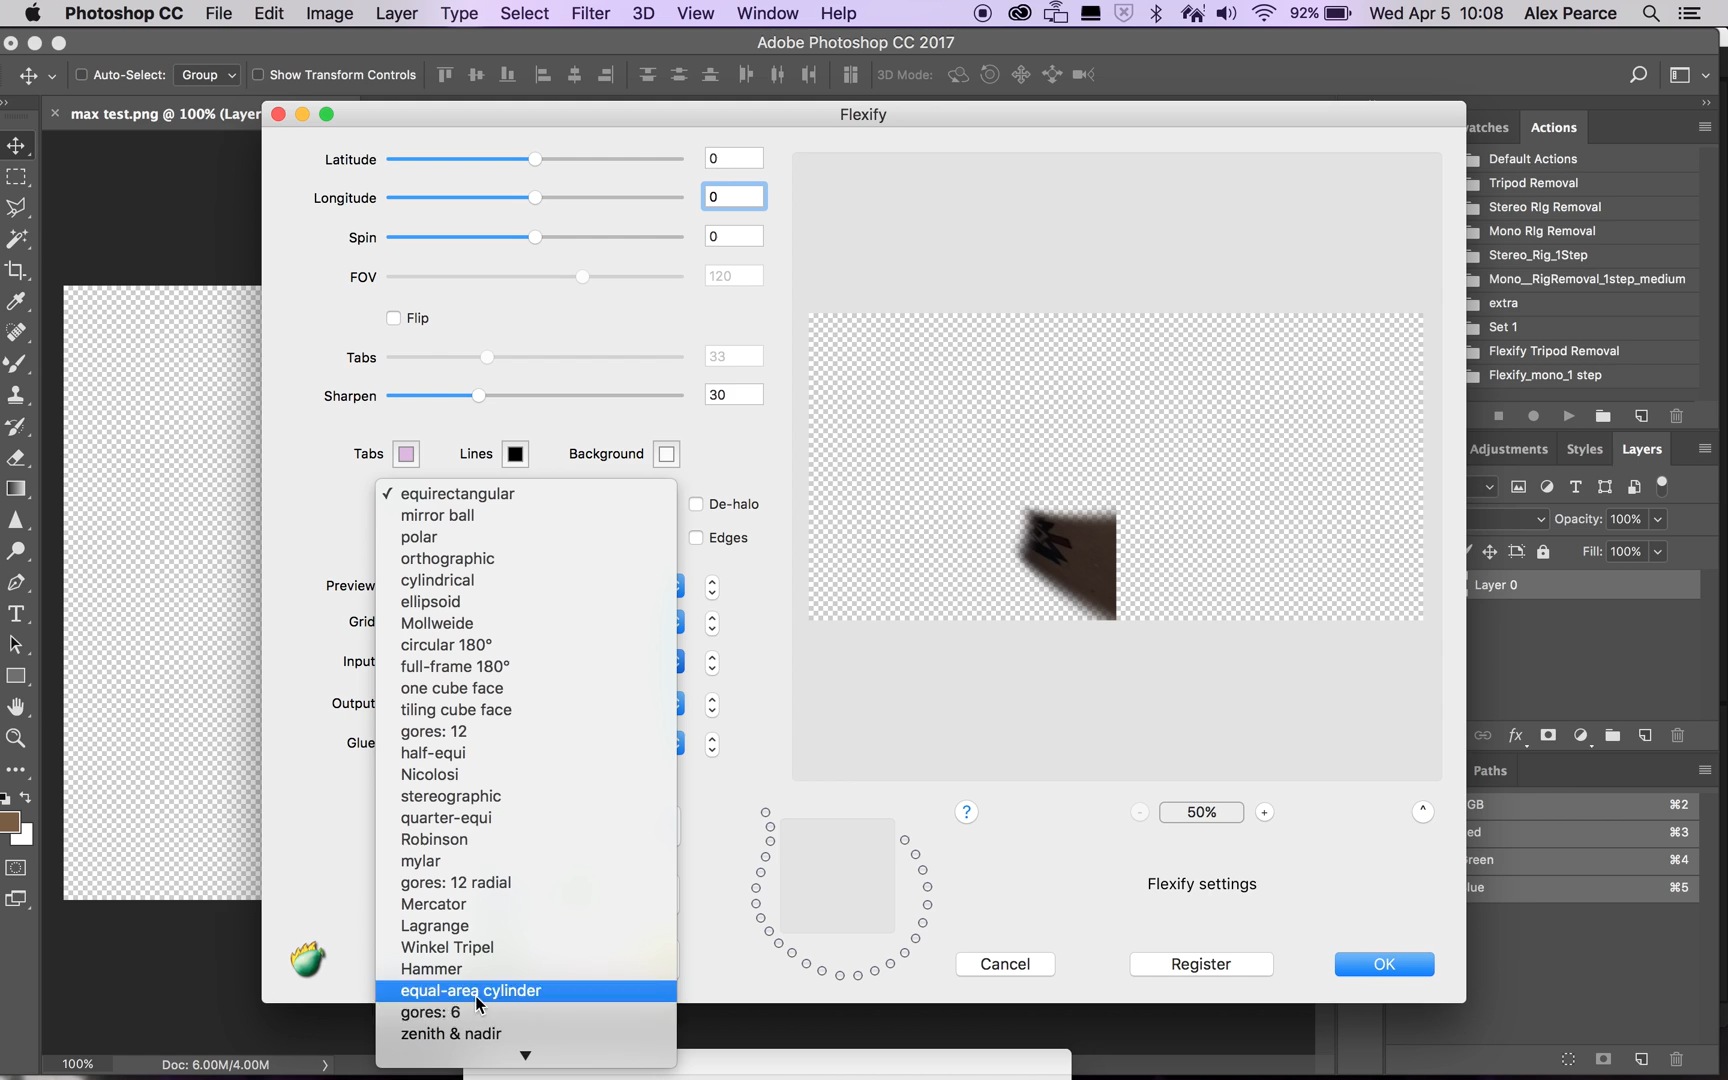 Photoshop CC File Edit Image Layer Type Select Filter 3D View Window Help 92% Wed Apr 5 10:08 Alex Pearce
Adobe Photoshop CC 2017
Auto-Select: Group Show Transform Controls 3D Mode:
max test.png @ 100% (Layer
Flexify
Latitude 0
Longitude 0
Spin 0
FOV 120
Flip
Tabs 33
Sharpen 30
Tabs Lines Background
✓ equirectangular
mirror ball
polar
orthographic
cylindrical
ellipsoid
Mollweide
circular 180°
full-frame 180°
one cube face
tiling cube face
gores: 12
half-equi
Nicolosi
stereographic
quarter-equi
Robinson
mylar
gores: 12 radial
Mercator
Lagrange
Winkel Tripel
Hammer
equal-area cylinder
gores: 6
zenith & nadir
De-halo
Edges
Preview
Grid
Input
Output
Glue
? - 50% +
Flexify settings
Cancel Register OK
atches Actions
Default Actions
Tripod Removal
Stereo RIg Removal
Mono RIg Removal
Stereo_Rig_1Step
Mono__RigRemoval_1step_medium
extra
Set 1
Flexify Tripod Removal
Flexify_mono_1 step
Adjustments Styles Layers
Opacity: 100%
Fill: 100%
Layer 0
fx
Paths
GB ⌘2
ed ⌘3
reen ⌘4
lue ⌘5
100% Doc: 6.00M/4.00M